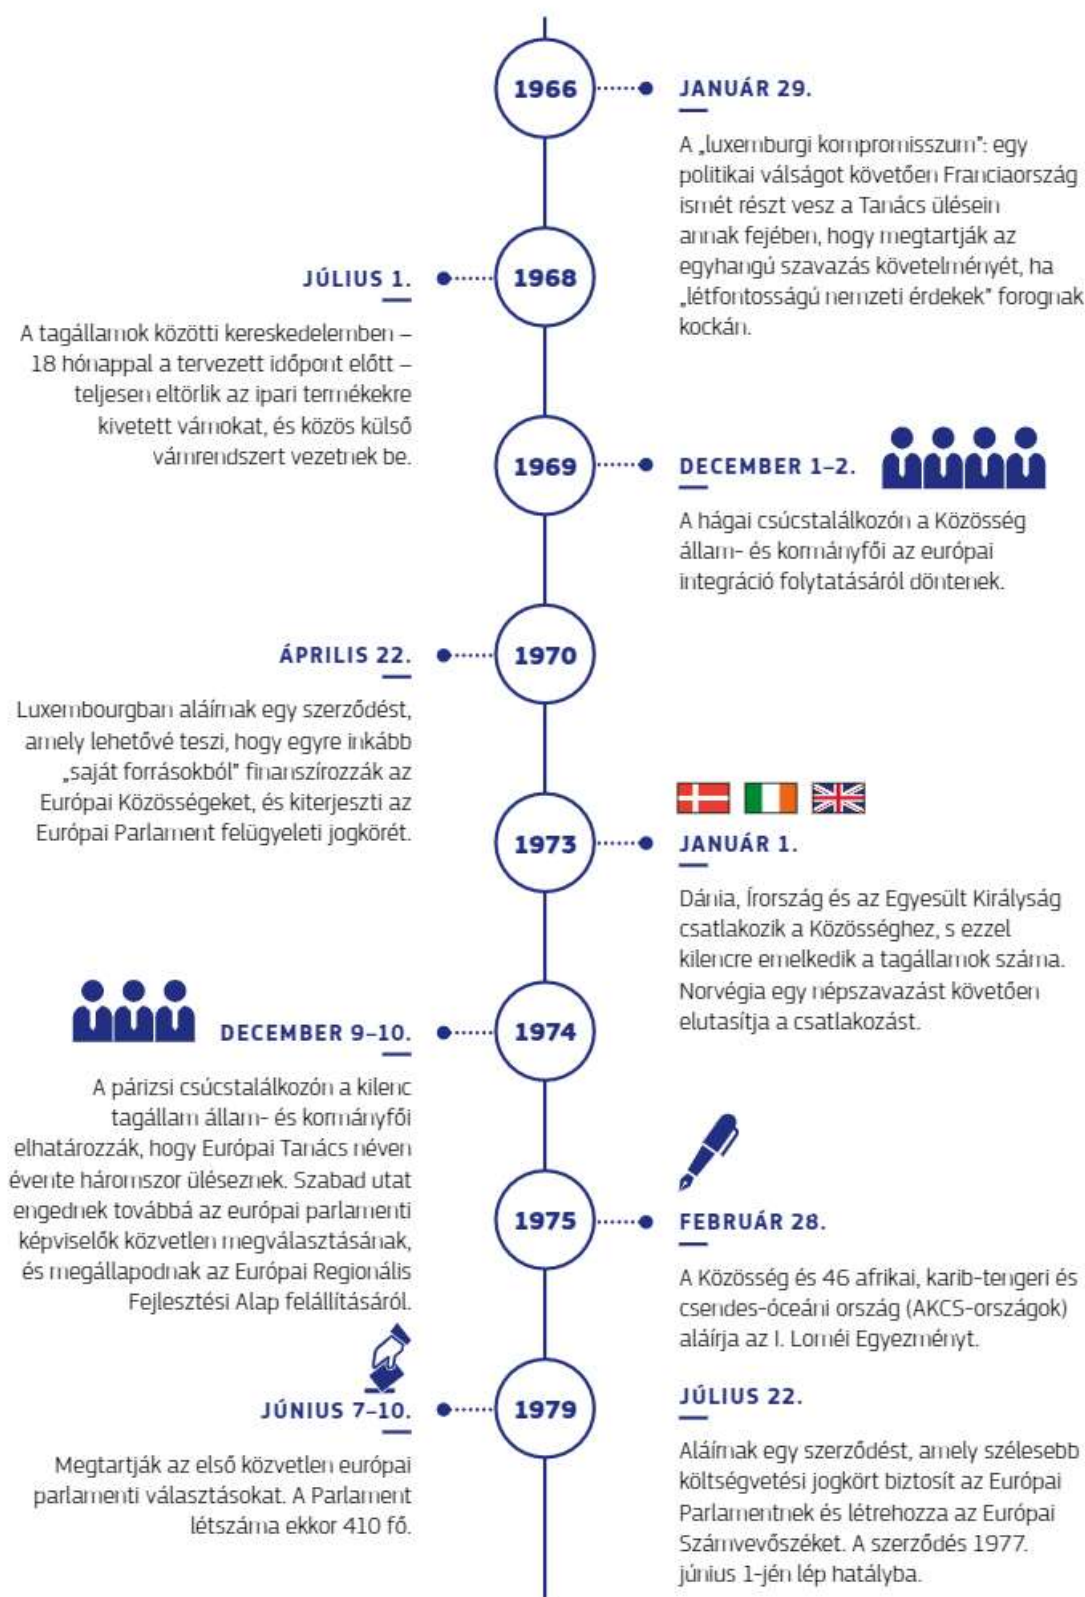 1966
JANUÁR 29.
A „luxemburgi kompromisszum”: egy
politikai válságot követően Franciaország
ismét részt vesz a Tanács ülésein
annak fejében, hogy megtartják az
egyhangú szavazás követelményét, ha
„létfontosságú nemzeti érdekek” forognak
kockán.
1968
JÚLIUS 1.
A tagállamok közötti kereskedelemben –
18 hónappal a tervezett időpont előtt –
teljesen eltörlik az ipari termékekre
kivetett vámokat, és közös külső
vámrendszert vezetnek be.
1969
DECEMBER 1–2.
A hágai csúcstalálkozón a Közösség
állam- és kormányfői az európai
integráció folytatásáról döntenek.
1970
ÁPRILIS 22.
Luxembourgban aláírnak egy szerződést,
amely lehetővé teszi, hogy egyre inkább
„saját forrásokból” finanszírozzák az
Európai Közösségeket, és kiterjeszti az
Európai Parlament felügyeleti jogkörét.
1973
JANUÁR 1.
Dánia, Írország és az Egyesült Királyság
csatlakozik a Közösséghez, s ezzel
kilencre emelkedik a tagállamok száma.
Norvégia egy népszavazást követően
elutasítja a csatlakozást.
1974
DECEMBER 9–10.
A párizsi csúcstalálkozón a kilenc
tagállam állam- és kormányfői
elhatározzák, hogy Európai Tanács néven
évente háromszor üléseznek. Szabad utat
engednek továbbá az európai parlamenti
képviselők közvetlen megválasztásának,
és megállapodnak az Európai Regionális
Fejlesztési Alap felállításáról.
1975
FEBRUÁR 28.
A Közösség és 46 afrikai, karib-tengeri és
csendes-óceáni ország (AKCS-országok)
aláírja az I. Loméi Egyezményt.
JÚLIUS 22.
Aláírnak egy szerződést, amely szélesebb
költségvetési jogkört biztosít az Európai
Parlamentnek és létrehozza az Európai
Számvevőszéket. A szerződés 1977.
június 1-jén lép hatályba.
1979
JÚNIUS 7–10.
Megtartják az első közvetlen európai
parlamenti választásokat. A Parlament
létszáma ekkor 410 fő.